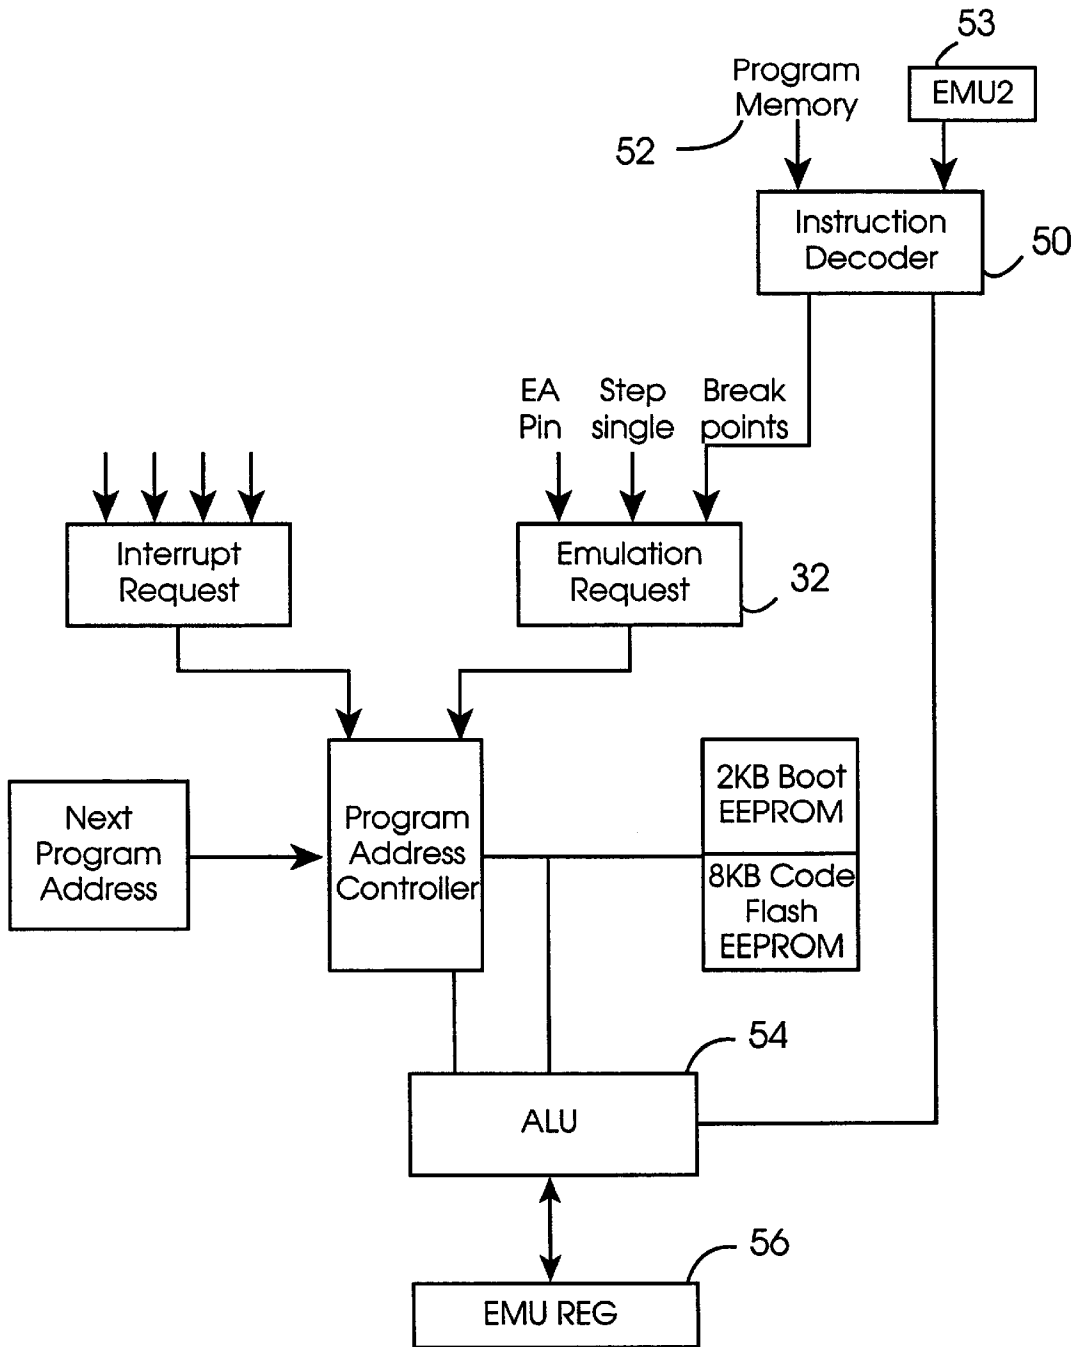 53
Program
Memory
EMU2
52
Instruction
Decoder
50
EA
Pin
Step
single
Break
points
Interrupt
Request
Emulation
Request
32
Next
Program
Address
Program
Address
Controller
2KB Boot
EEPROM
8KB Code
Flash
EEPROM
54
ALU
56
EMU REG